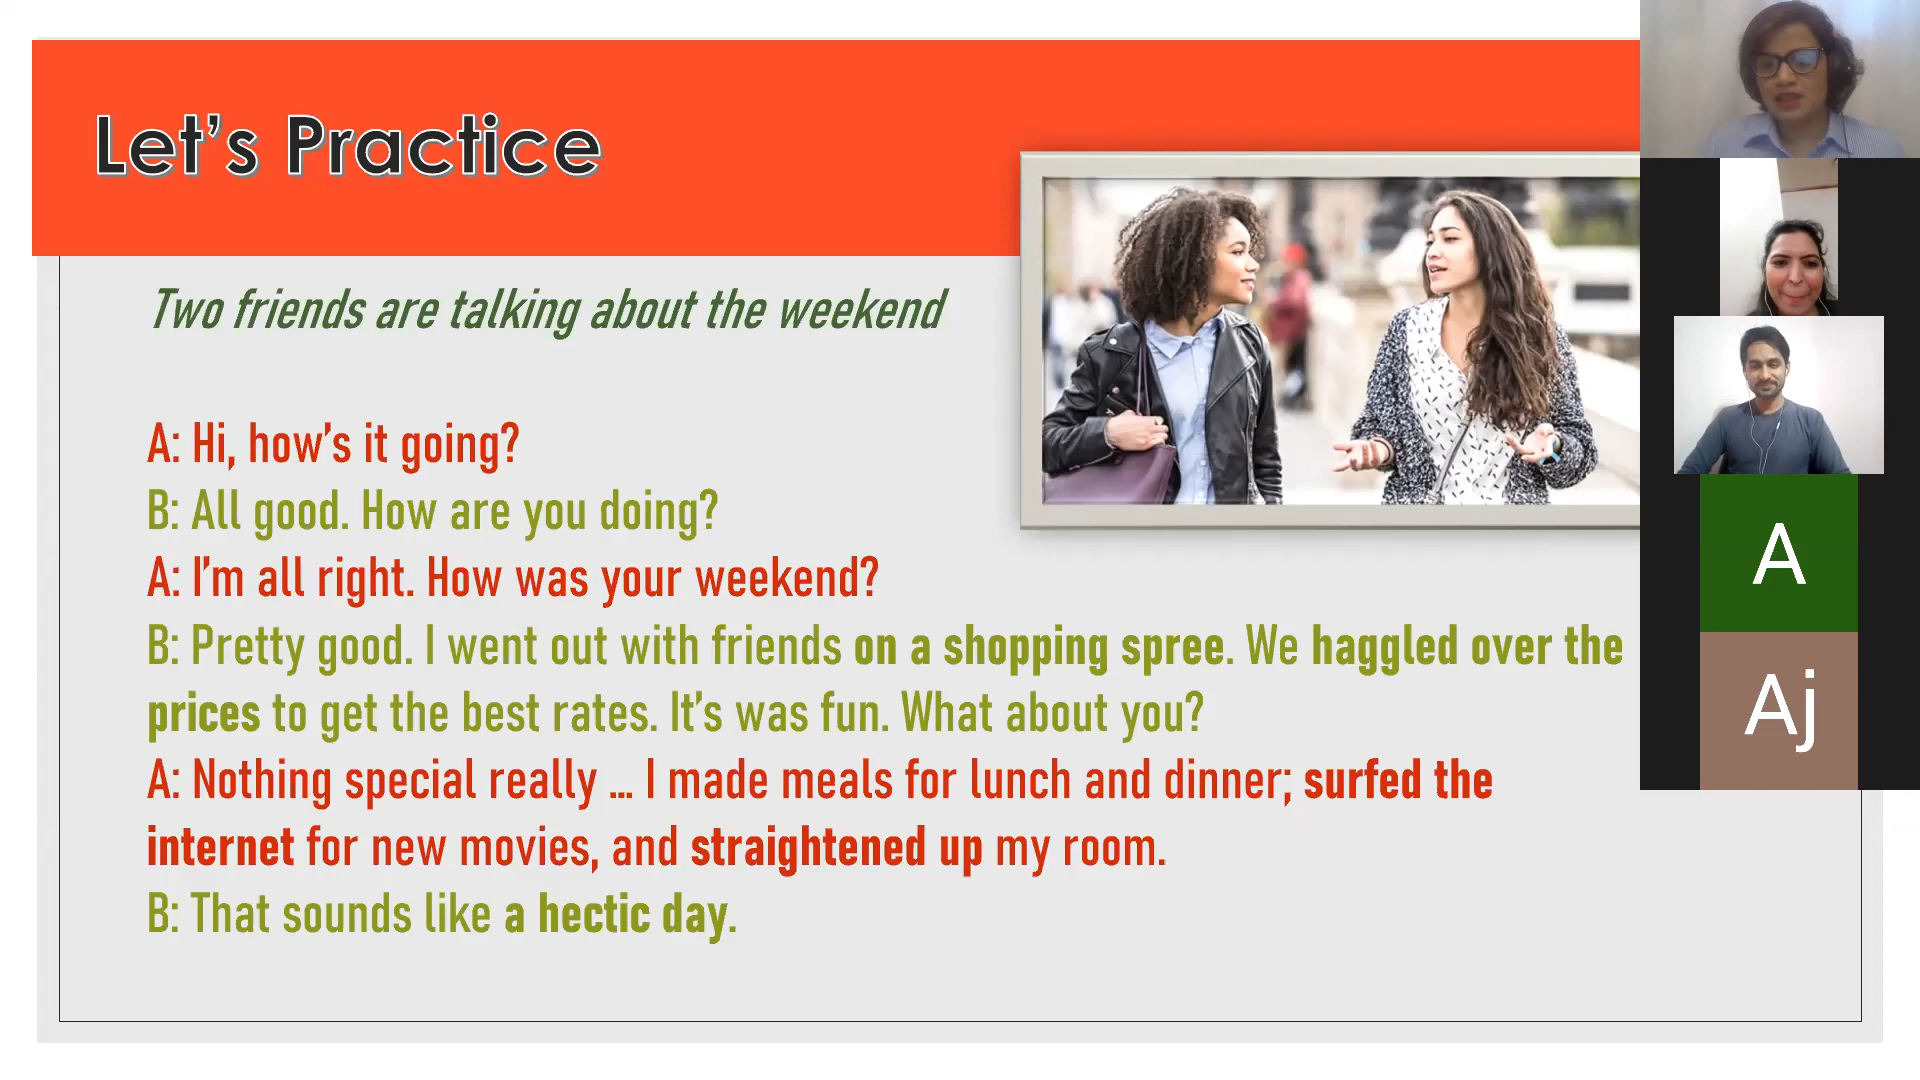 Let's Practice
Two friends are talking about the weekend
A: Hi, how's it going?
B: All good. How are you doing?
A: I'm all right. How was your weekend?
B: Pretty good. I went out with friends on a shopping spree. We haggled over the
prices to get the best rates. It's was fun. What about you?
A: Nothing special really ... I made meals for lunch and dinner; surfed the
internet for new movies, and straightened up my room.
B: That sounds like a hectic day.
A
Aj